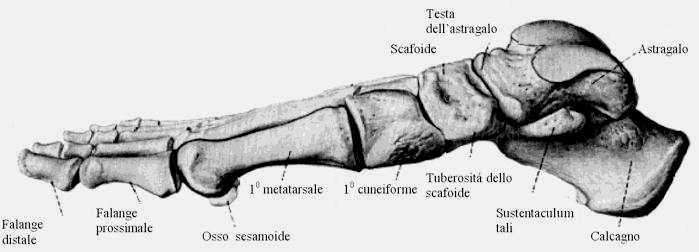 Testa
dell'astragalo
Scafoide
Astragalo
Falange
distale
Falange
prossimale
Osso sesamoide
1⁰ metatarsale
1⁰ cuneiforme
Tuberositá dello
scafoide
Sustentaculum
tali
Calcagno